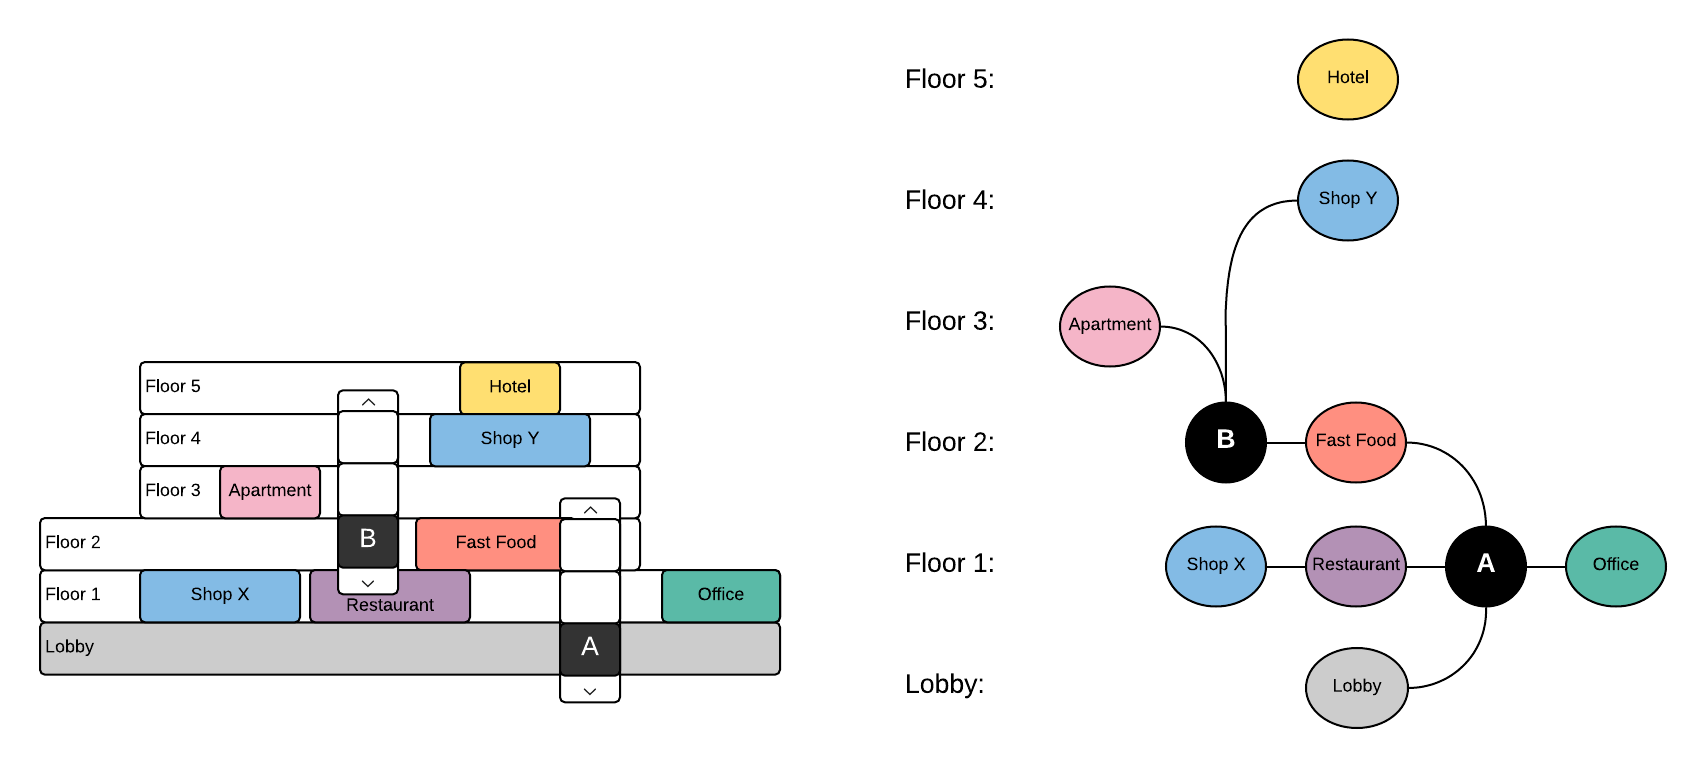 Floor 5
Hotel
Floor 4
Shop Y
Floor 3
Apartment
Floor 2
B
Fast Food
Floor 1
Shop X
Restaurant
Office
Lobby
A
Floor 5:
Hotel
Floor 4:
Shop Y
Floor 3:
Apartment
Floor 2:
B
Fast Food
Floor 1:
Shop X
Restaurant
A
Office
Lobby:
Lobby